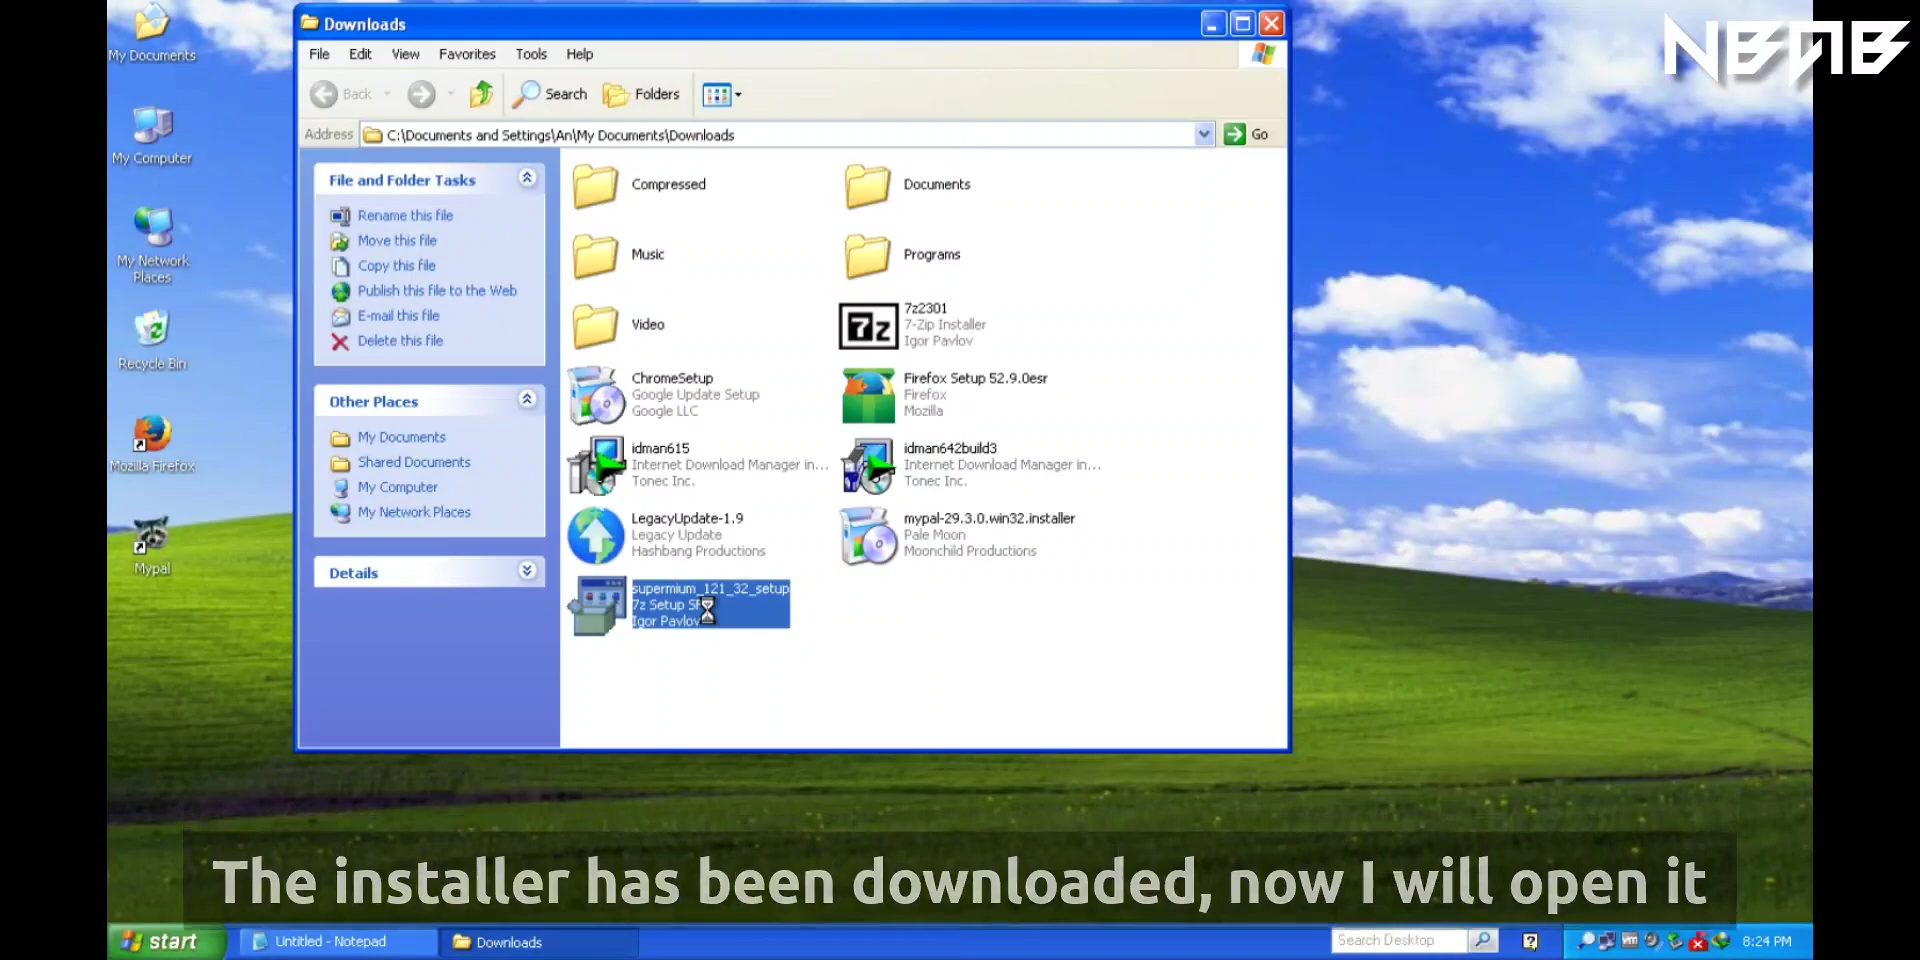 My Documents
My Computer
My Network
Places
Recycle Bin
Mozilla Firefox
Mypal
Downloads
File Edit View Favorites Tools Help
Back Search Folders
Address C:\Documents and Settings\An\My Documents\Downloads Go
File and Folder Tasks
Rename this file
Move this file
Copy this file
Publish this file to the Web
E-mail this file
Delete this file
Other Places
My Documents
Shared Documents
My Computer
My Network Places
Details
Compressed
Documents
Music
Programs
Video
7z2301
7-Zip Installer
Igor Pavlov
7z
ChromeSetup
Google Update Setup
Google LLC
Firefox Setup 52.9.0esr
Firefox
Mozilla
idman615
Internet Download Manager in...
Tonec Inc.
idman642build3
Internet Download Manager in...
Tonec Inc.
LegacyUpdate-1.9
Legacy Update
Hashbang Productions
mypal-29.3.0.win32.installer
Pale Moon
Moonchild Productions
supermium_121_32_setup
7z Setup
Igor Pavlov
NBAB
The installer has been downloaded, now I will open it
start Untitled - Notepad Downloads Search Desktop 8:24 PM